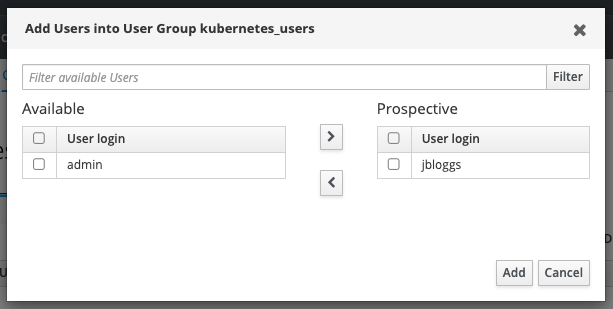 Add Users into User Group kubernetes_users
Filter available Users
Filter
Available
User login
admin
Prospective
User login
jbloggs
Add
Cancel